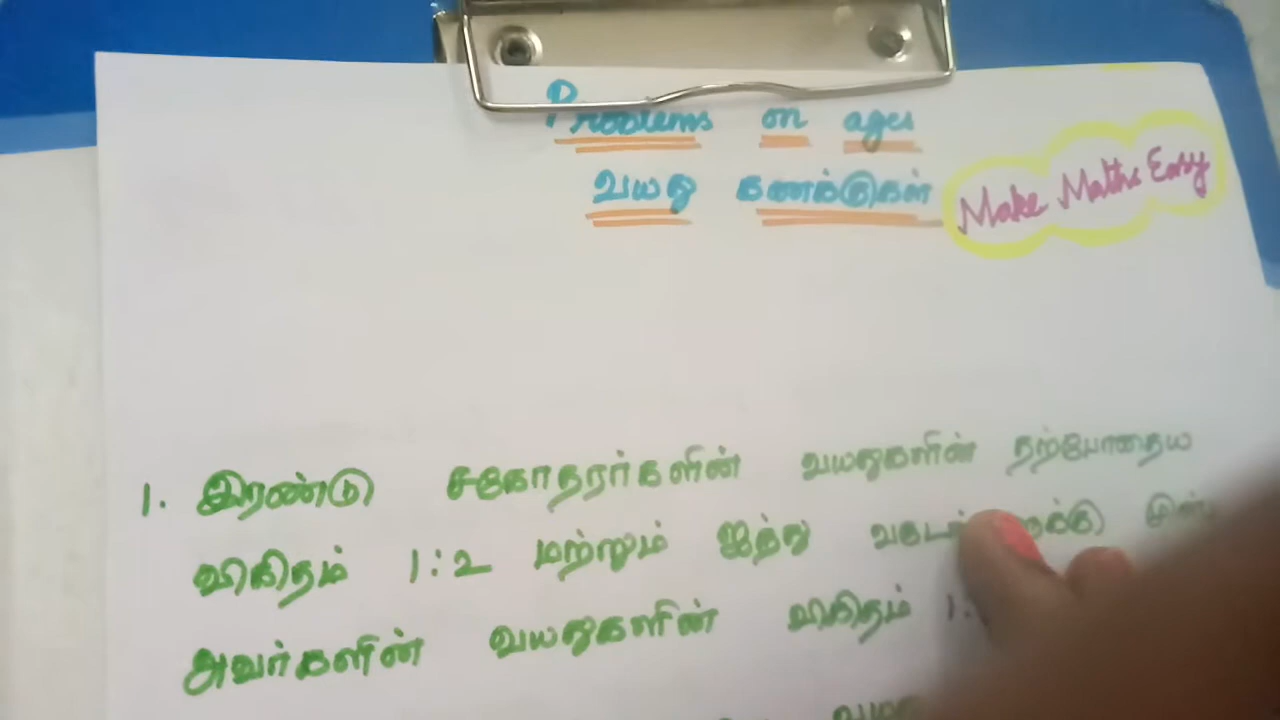 Problems on ages
வயது கணக்குகள்
Make Maths Easy
1. இரண்டு சகோதரர்களின் வயதுகளின் தற்போதைய
விகிதம் 1:2 மற்றும் ஐந்து
அவர்களின் வயதுகளின் விகிதம் 1: